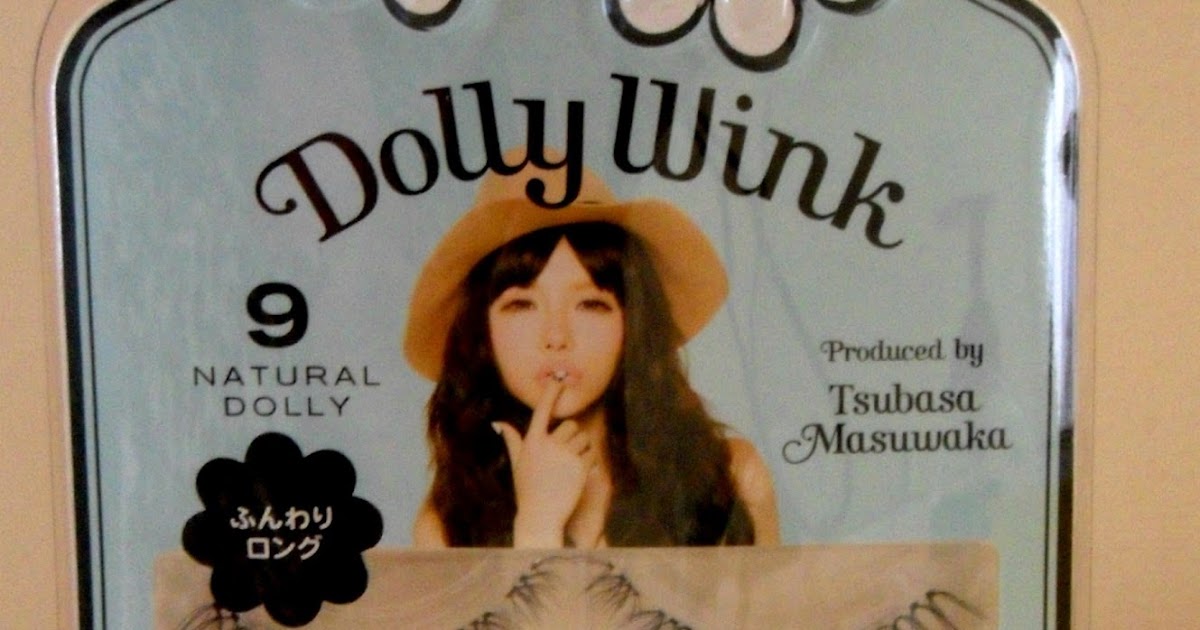 Dolly Wink
9
NATURAL
DOLLY
Produced by
Tsubasa
Masuwaka
ふんわり
ロング